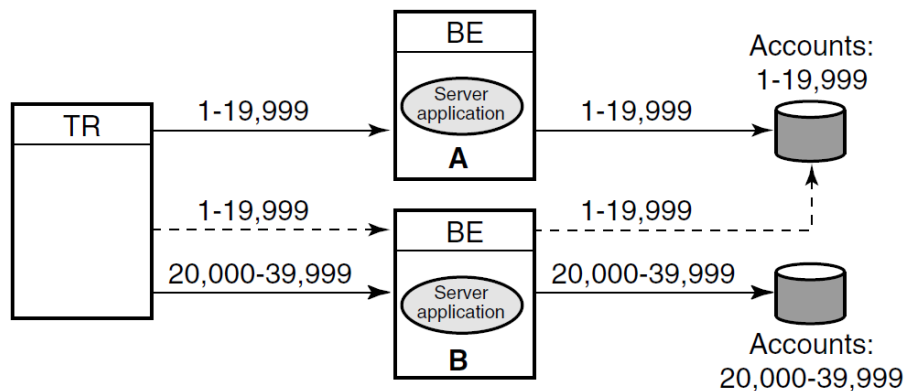 BE
Server
application
A
Accounts:
1-19,999
TR
1-19,999
1-19,999
1-19,999
1-19,999
BE
20,000-39,999
20,000-39,999
Server
application
B
Accounts:
20,000-39,999